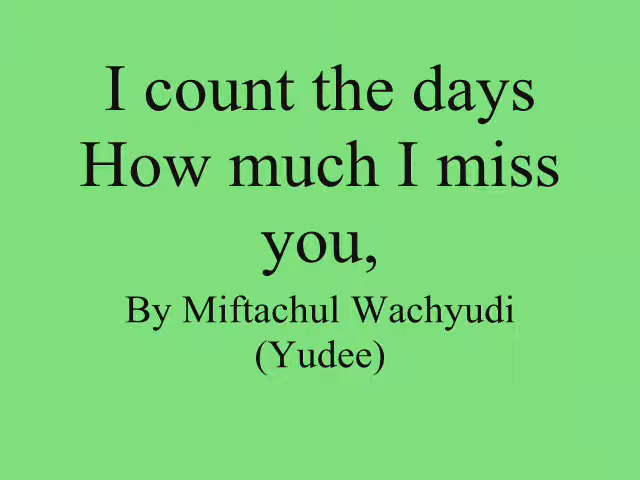 I count the days
How much I miss
you,
By Miftachul Wachyudi
(Yudee)